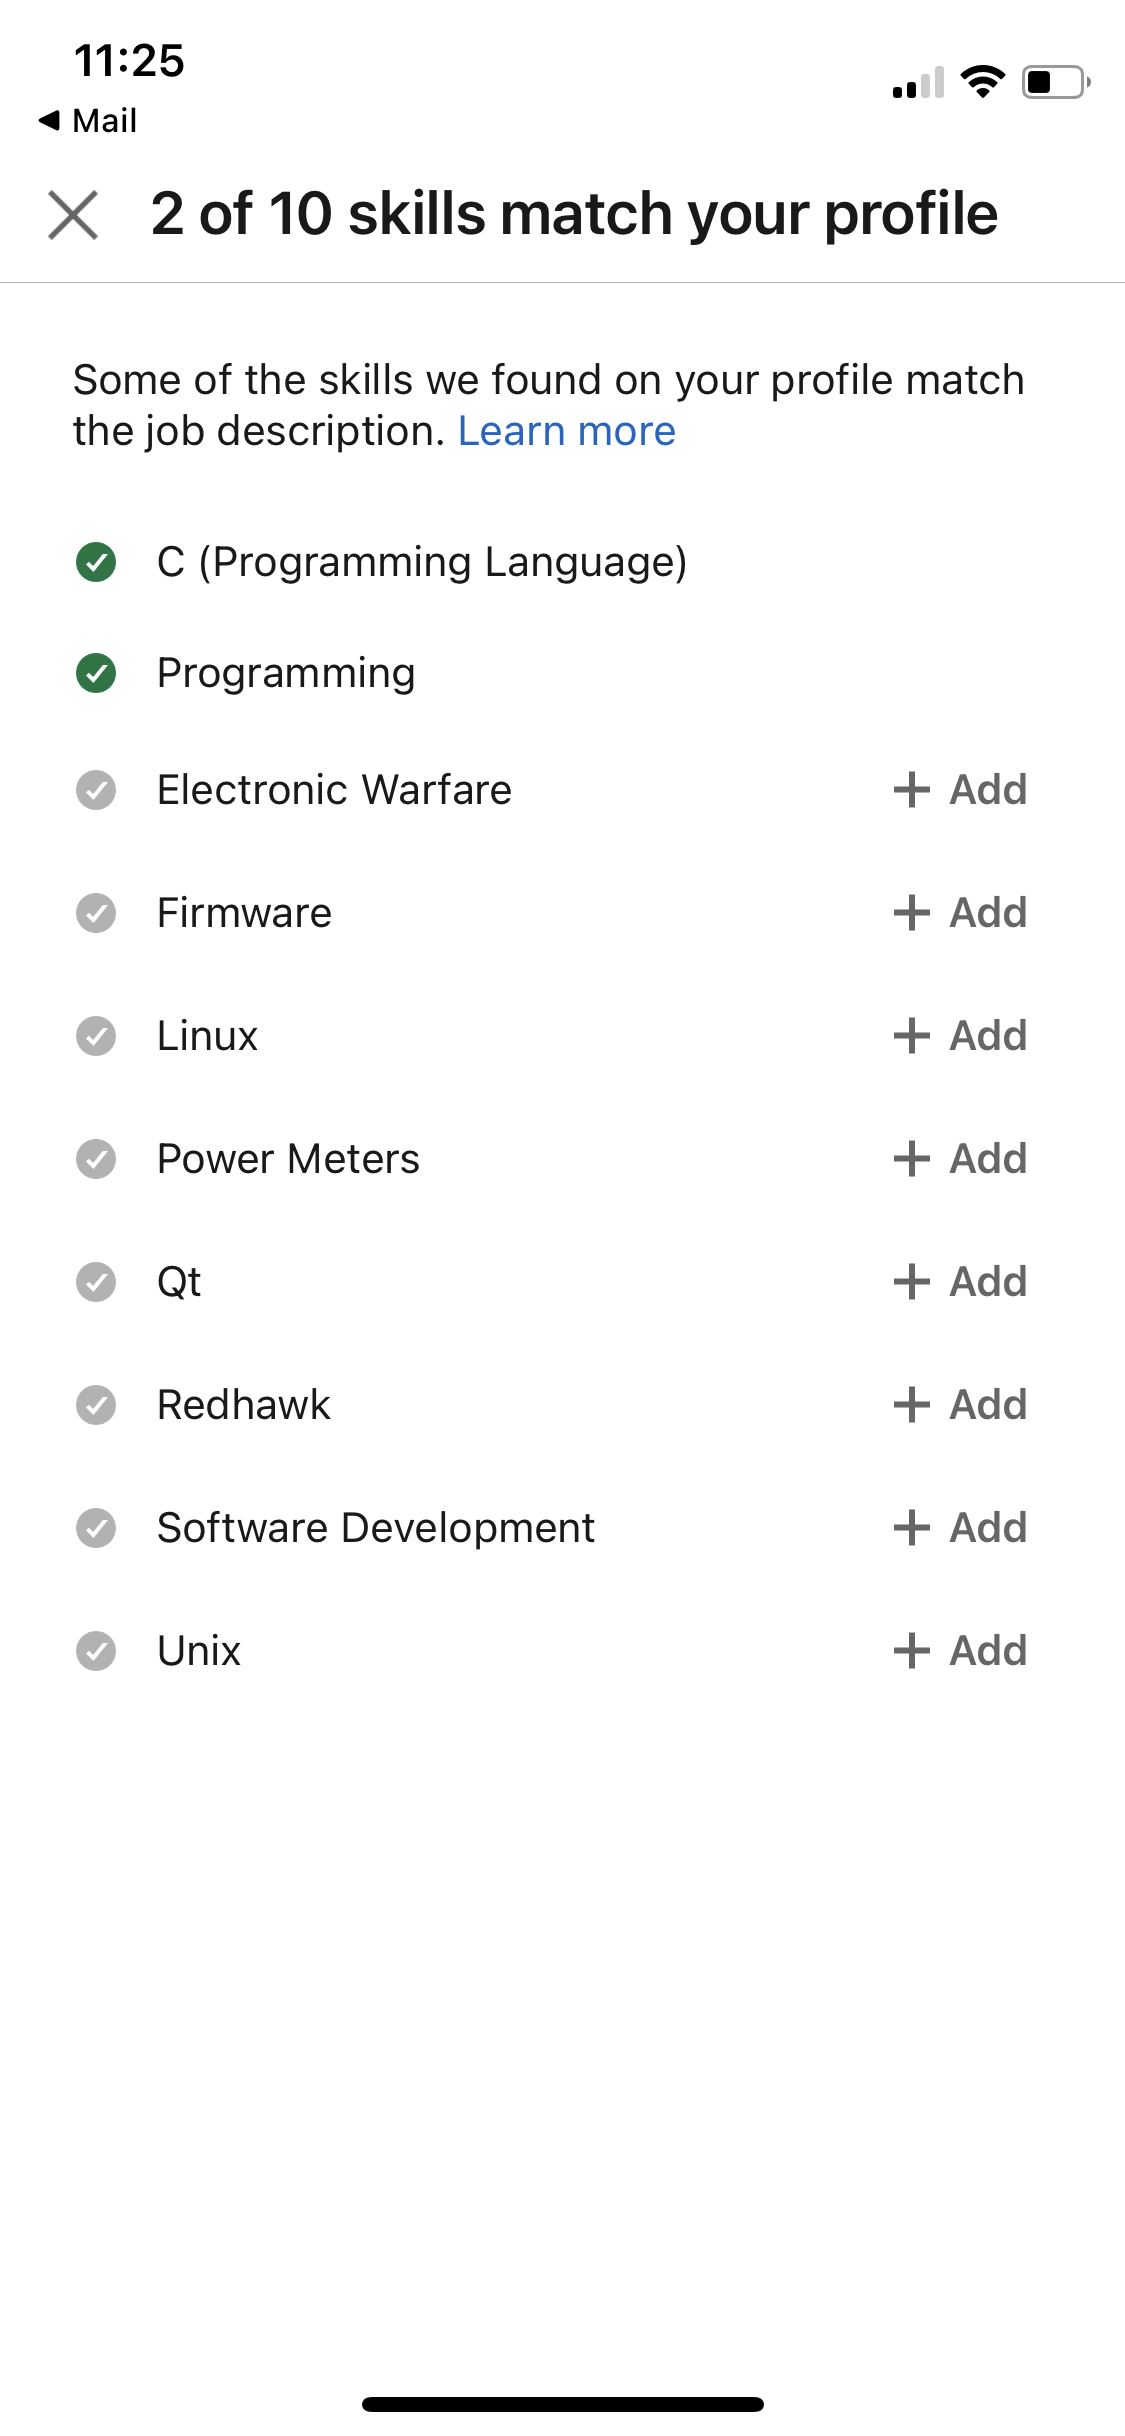 11:25
Mail
2 of 10 skills match your profile
Some of the skills we found on your profile match
the job description. Learn more
C (Programming Language)
Programming
Electronic Warfare + Add
Firmware + Add
Linux + Add
Power Meters + Add
Qt + Add
Redhawk + Add
Software Development + Add
Unix + Add